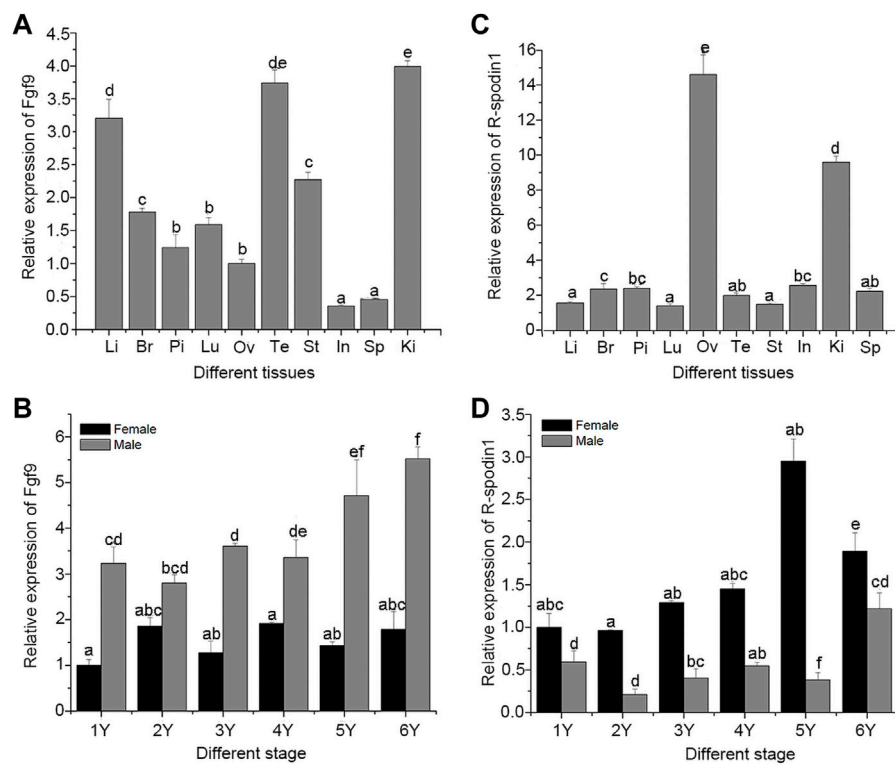 A
Relative expression of Fgf9
4.5
4.0
3.5
3.0
2.5
2.0
1.5
1.0
0.5
0.0
d c b b b de c a a e
Li Br Pi Lu Ov Te St In Sp Ki
Different tissues
C
Relative expression of R-spodin1
16
14
12
10
8
6
4
2
0
a c bc a e ab a bc d ab
Li Br Pi Lu Ov Te St In Ki Sp
Different tissues
B
Relative expression of Fgf9
Female
Male
6
5
4
3
2
1
0
a cd abc bcd ab d a de ab ef abc f
1Y 2Y 3Y 4Y 5Y 6Y
Different stage
D
Relative expression of R-spodin1
Female
Male
3.5
3.0
2.5
2.0
1.5
1.0
0.5
0.0
abc d a d ab bc abc ab ab f e cd
1Y 2Y 3Y 4Y 5Y 6Y
Different stage